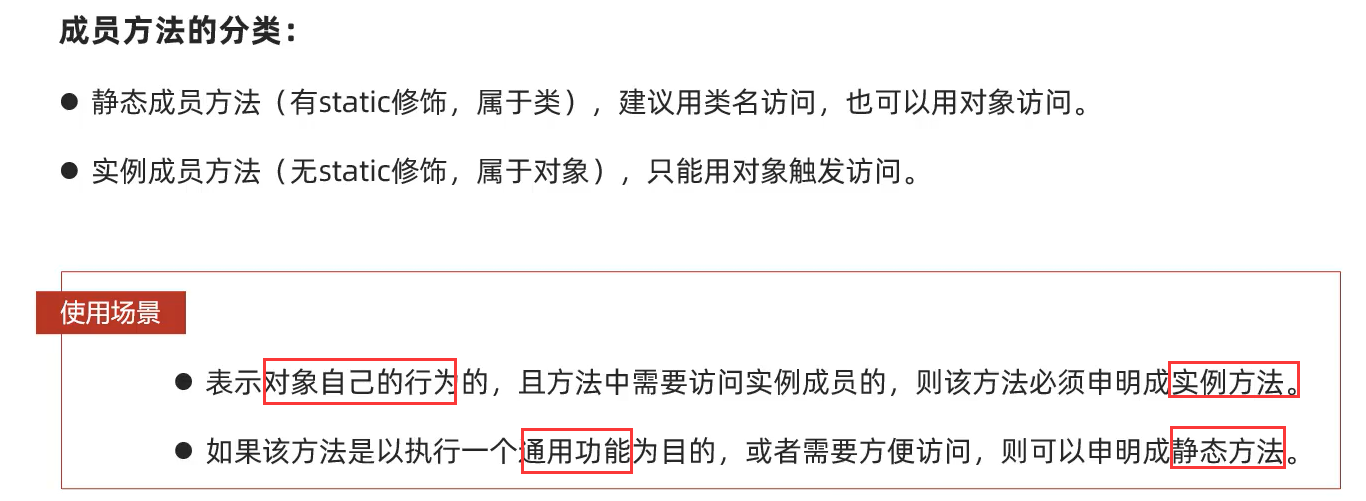 成员方法的分类：
● 静态成员方法（有static修饰，属于类），建议用类名访问，也可以用对象访问。
● 实例成员方法（无static修饰，属于对象），只能用对象触发访问。
使用场景
● 表示对象自己的行为的，且方法中需要访问实例成员的，则该方法必须申明成实例方法。
● 如果该方法是以执行一个通用功能为目的，或者需要方便访问，则可以申明成静态方法。